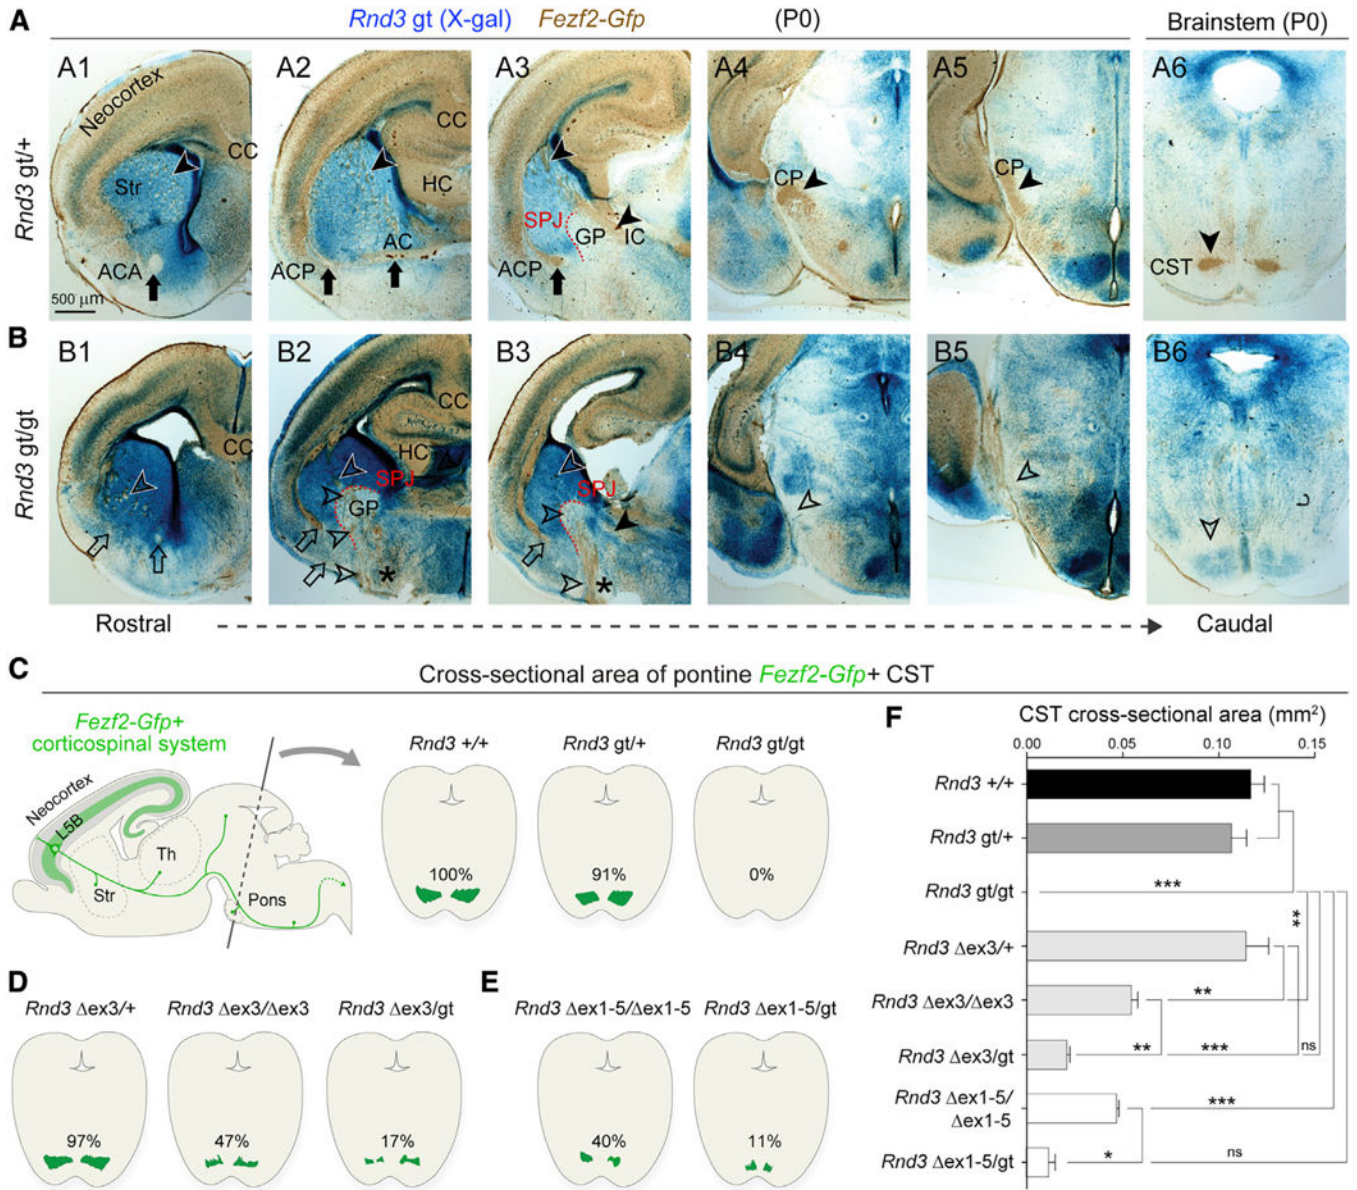 A
Rnd3 gt (X-gal) Fezf2-Gfp (P0) Brainstem (P0)
Rnd3 gt/+
A1 Neocortex CC Str ACA 500 µm
A2 CC HC AC ACP
A3 SPJ GP IC ACP
A4 CP
A5 CP
A6 CST
B
Rnd3 gt/gt
B1 CC
B2 CC HC SPJ GP *
B3 SPJ *
B4
B5
B6
Rostral Caudal
C
Cross-sectional area of pontine Fezf2-Gfp+ CST
Fezf2-Gfp+
corticospinal system
Neocortex
L5B
Th
Str
Pons
Rnd3 +/+ Rnd3 gt/+ Rnd3 gt/gt
100% 91% 0%
D
Rnd3 Δex3/+ Rnd3 Δex3/Δex3 Rnd3 Δex3/gt
97% 47% 17%
E
Rnd3 Δex1-5/Δex1-5 Rnd3 Δex1-5/gt
40% 11%
F
CST cross-sectional area (mm²)
0.00 0.05 0.10 0.15
Rnd3 +/+
Rnd3 gt/+
Rnd3 gt/gt ***
**
Rnd3 Δex3/+
Rnd3 Δex3/Δex3 **
Rnd3 Δex3/gt ** *** ns
Rnd3 Δex1-5/
Δex1-5 ***
Rnd3 Δex1-5/gt * ns